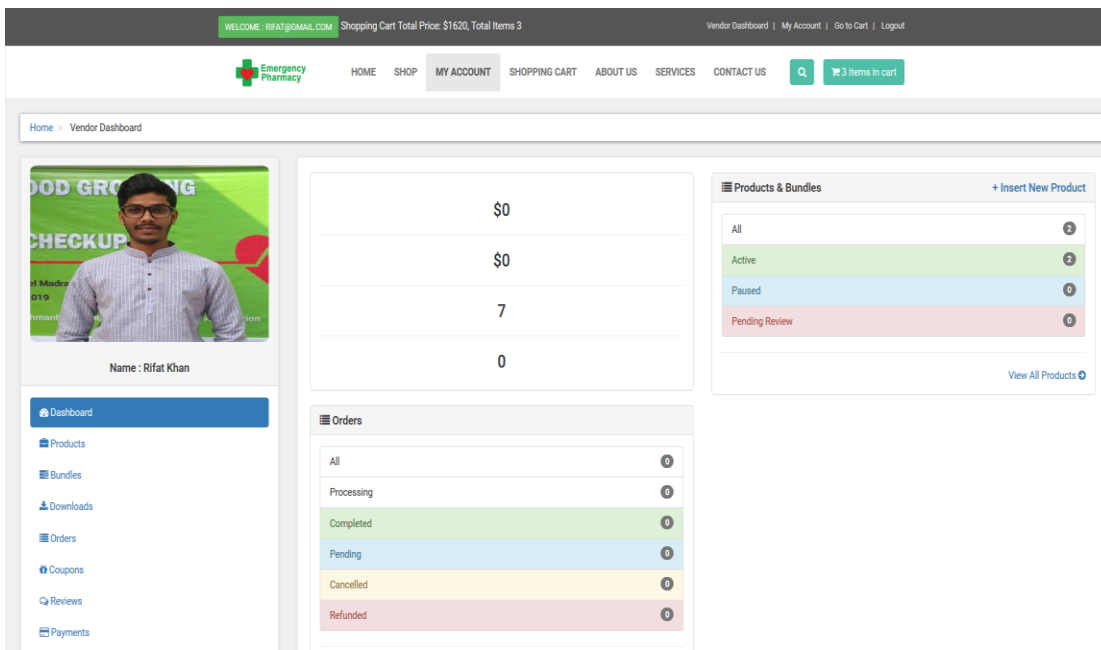 WELCOME : RIFAT@GMAIL.COM Shopping Cart Total Price: $1620, Total Items 3
Vendor Dashboard | My Account | Go to Cart | Logout
Emergency
Pharmacy
HOME SHOP MY ACCOUNT SHOPPING CART ABOUT US SERVICES CONTACT US 3 items in cart
Home > Vendor Dashboard
CHECKUP
2019
Name : Rifat Khan
Dashboard
Products
Bundles
Downloads
Orders
Coupons
Reviews
Payments
$0
$0
7
0
Orders
All 0
Processing 0
Completed 0
Pending 0
Cancelled 0
Refunded 0
Products & Bundles + Insert New Product
All 2
Active 2
Paused 0
Pending Review 0
View All Products